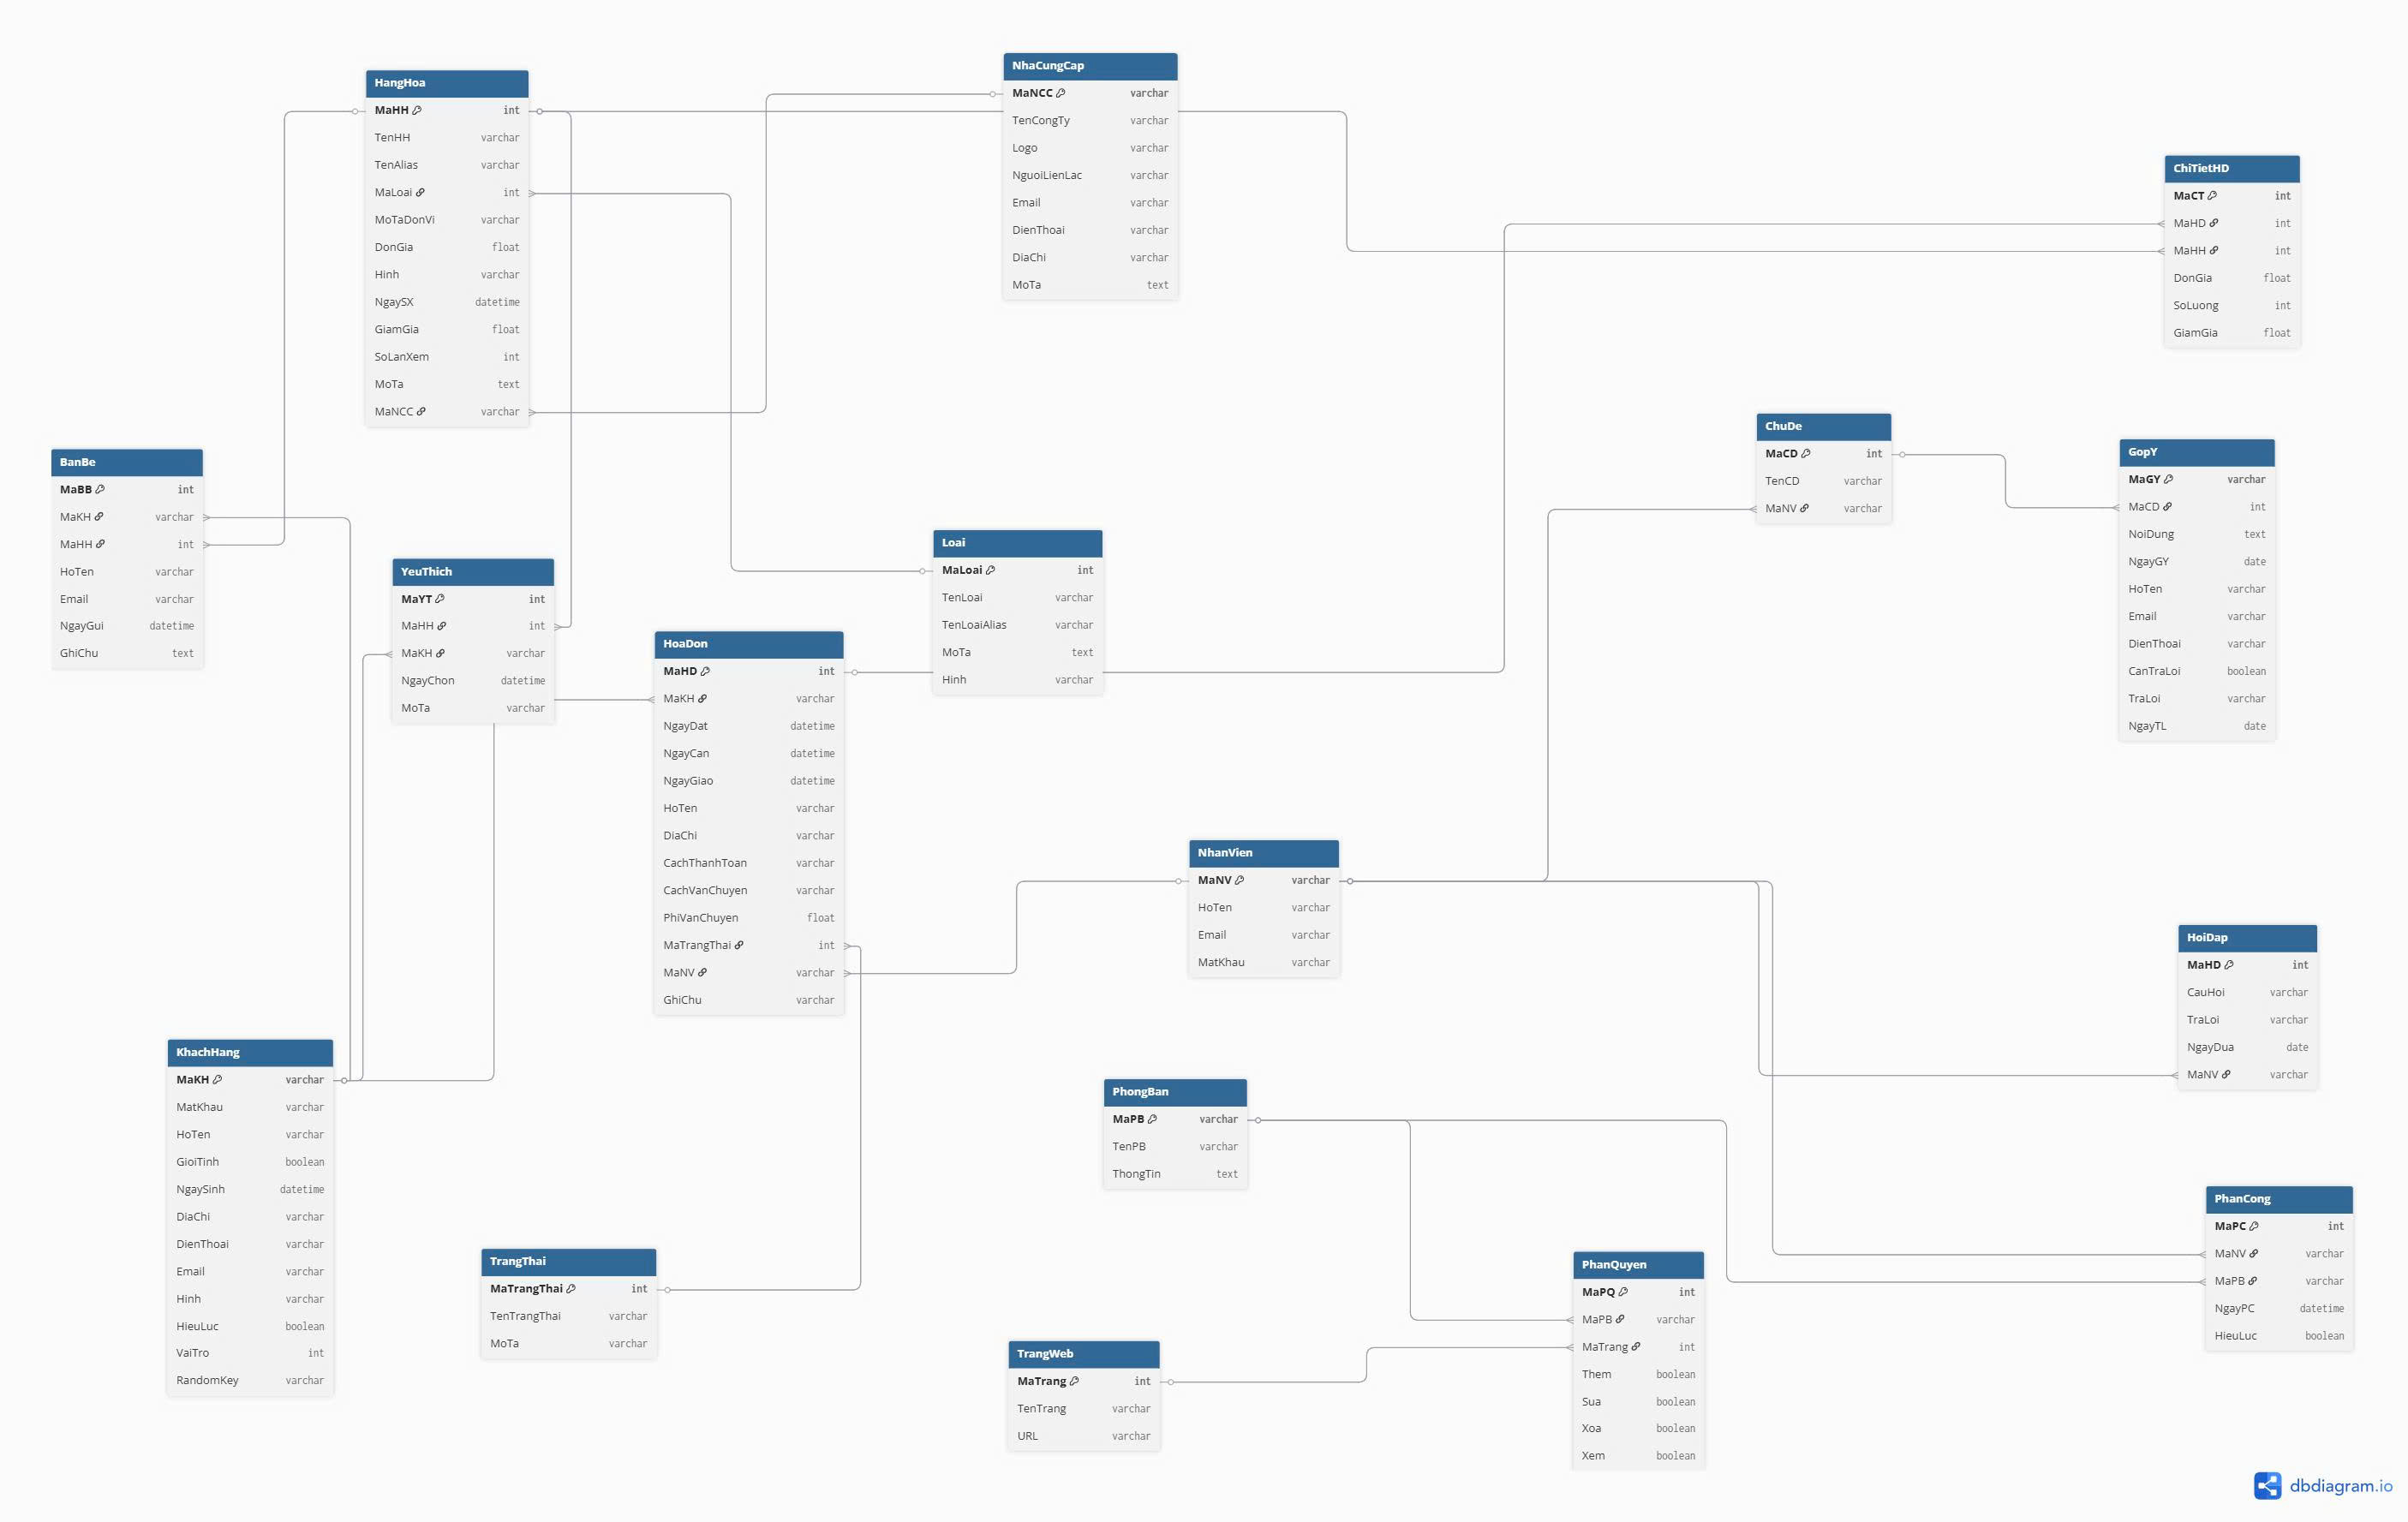 HangHoa
MaHH int
TenHH varchar
TenAlias varchar
MaLoai int
MoTaDonVi varchar
DonGia float
Hinh varchar
NgaySX datetime
GiamGia float
SoLanXem int
MoTa text
MaNCC varchar
NhaCungCap
MaNCC varchar
TenCongTy varchar
Logo varchar
NguoiLienLac varchar
Email varchar
DienThoai varchar
DiaChi varchar
MoTa text
ChiTietHD
MaCT int
MaHD int
MaHH int
DonGia float
SoLuong int
GiamGia float
BanBe
MaBB int
MaKH varchar
MaHH int
HoTen varchar
Email varchar
NgayGui datetime
GhiChu text
YeuThich
MaYT int
MaHH int
MaKH varchar
NgayChon datetime
MoTa varchar
HoaDon
MaHD int
MaKH varchar
NgayDat datetime
NgayCan datetime
NgayGiao datetime
HoTen varchar
DiaChi varchar
CachThanhToan varchar
CachVanChuyen varchar
PhiVanChuyen float
MaTrangThai int
MaNV varchar
GhiChu varchar
Loai
MaLoai int
TenLoai varchar
TenLoaiAlias varchar
MoTa text
Hinh varchar
ChuDe
MaCD int
TenCD varchar
MaNV varchar
GopY
MaGY varchar
MaCD int
NoiDung text
NgayGY date
HoTen varchar
Email varchar
DienThoai varchar
CanTraLoi boolean
TraLoi varchar
NgayTL date
NhanVien
MaNV varchar
HoTen varchar
Email varchar
MatKhau varchar
HoiDap
MaHD int
CauHoi varchar
TraLoi varchar
NgayDua date
MaNV varchar
KhachHang
MaKH varchar
MatKhau varchar
HoTen varchar
GioiTinh boolean
NgaySinh datetime
DiaChi varchar
DienThoai varchar
Email varchar
Hinh varchar
HieuLuc boolean
VaiTro int
RandomKey varchar
PhongBan
MaPB varchar
TenPB varchar
ThongTin text
PhanCong
MaPC int
MaNV varchar
MaPB varchar
NgayPC datetime
HieuLuc boolean
TrangThai
MaTrangThai int
TenTrangThai varchar
MoTa varchar
PhanQuyen
MaPQ int
MaPB varchar
MaTrang int
Them boolean
Sua boolean
Xoa boolean
Xem boolean
TrangWeb
MaTrang int
TenTrang varchar
URL varchar
dbdiagram.io